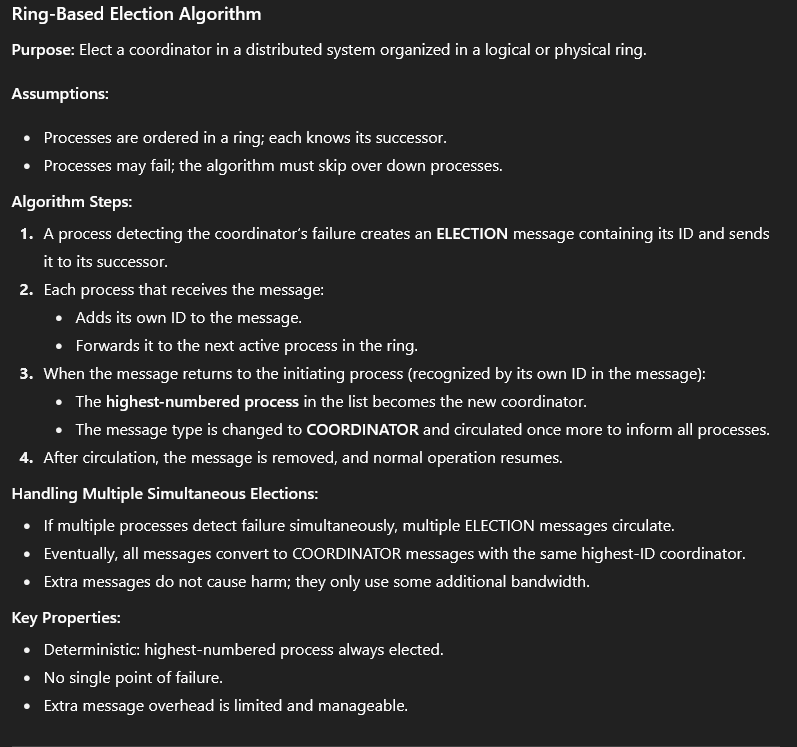 Ring-Based Election Algorithm
Purpose: Elect a coordinator in a distributed system organized in a logical or physical ring.
Assumptions:
• Processes are ordered in a ring; each knows its successor.
• Processes may fail; the algorithm must skip over down processes.
Algorithm Steps:
1. A process detecting the coordinator's failure creates an ELECTION message containing its ID and sends
it to its successor.
2. Each process that receives the message:
• Adds its own ID to the message.
• Forwards it to the next active process in the ring.
3. When the message returns to the initiating process (recognized by its own ID in the message):
• The highest-numbered process in the list becomes the new coordinator.
• The message type is changed to COORDINATOR and circulated once more to inform all processes.
4. After circulation, the message is removed, and normal operation resumes.
Handling Multiple Simultaneous Elections:
• If multiple processes detect failure simultaneously, multiple ELECTION messages circulate.
• Eventually, all messages convert to COORDINATOR messages with the same highest-ID coordinator.
• Extra messages do not cause harm; they only use some additional bandwidth.
Key Properties:
• Deterministic: highest-numbered process always elected.
• No single point of failure.
• Extra message overhead is limited and manageable.